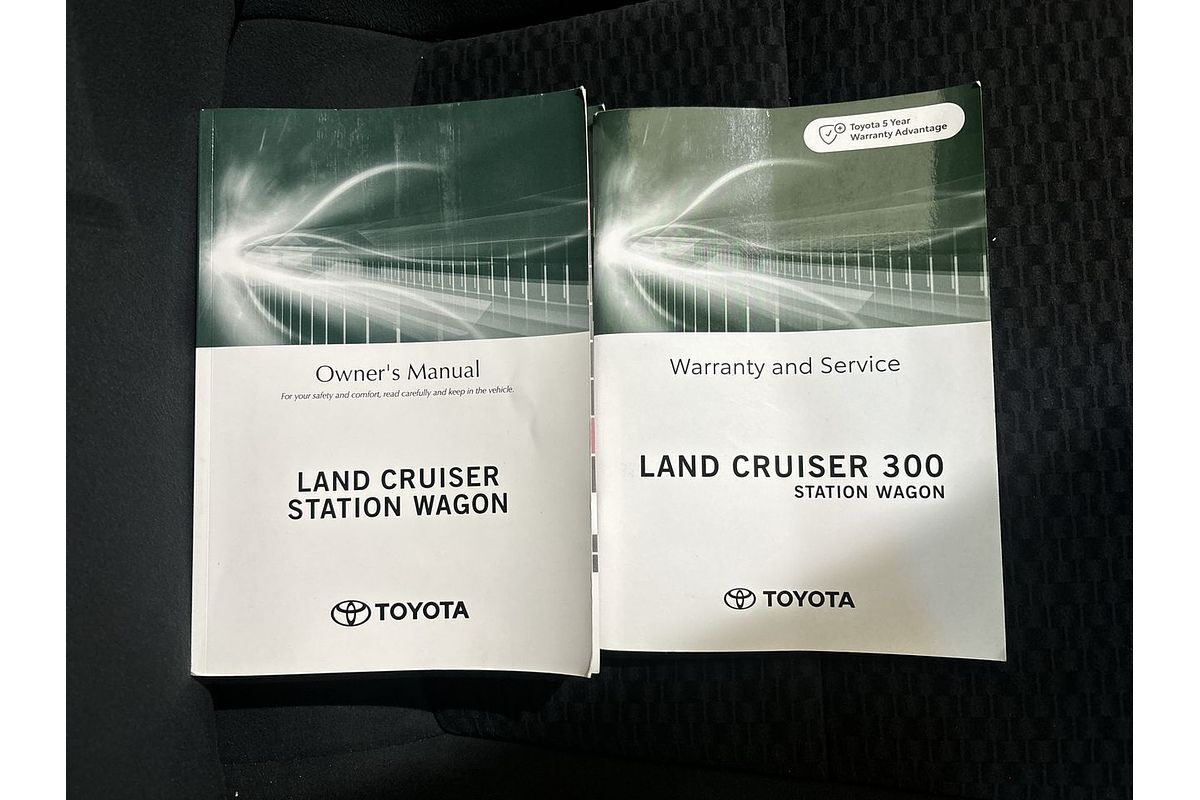 Owner's Manual
For your safety and comfort, read carefully and keep in the vehicle.
LAND CRUISER
STATION WAGON
TOYOTA
Toyota 5 Year
Warranty Advantage
Warranty and Service
LAND CRUISER 300
STATION WAGON
TOYOTA